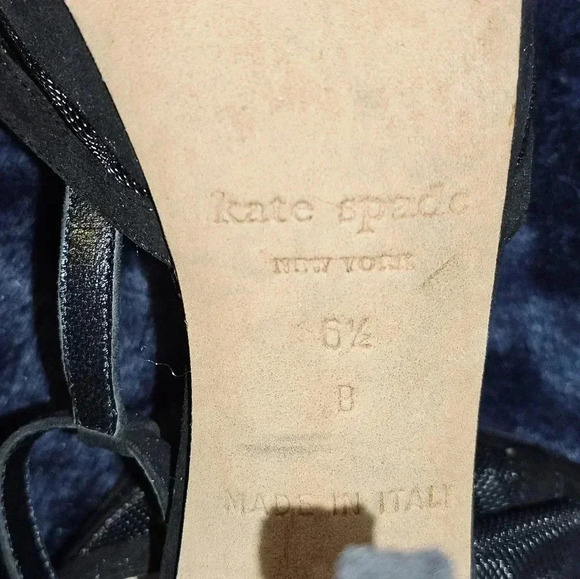 kate spade
NEW YORK
6½
B
MADE IN ITALY